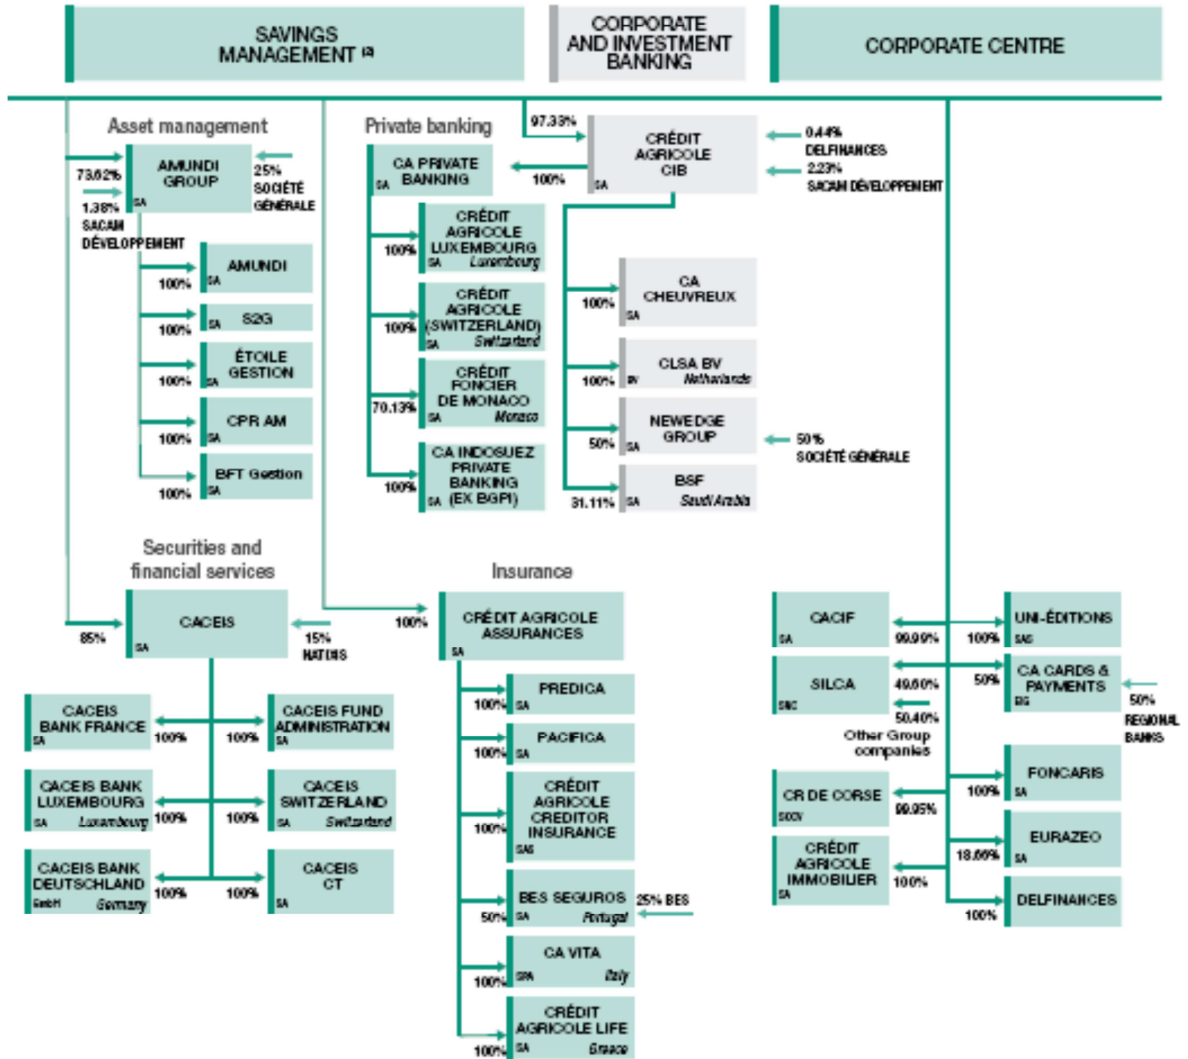 SAVINGS
MANAGEMENT (2)
CORPORATE
AND INVESTMENT
BANKING
CORPORATE CENTRE
Asset management
73.62%
AMUNDI
GROUP
SA
25%
SOCIÉTÉ
GÉNÉRALE
1.38%
SACAM
DÉVELOPPEMENT
100%
AMUNDI
SA
100%
S2G
SA
100%
ÉTOILE
GESTION
SA
100%
CPR AM
SA
100%
BFT Gestion
SA
Private banking
CA PRIVATE
BANKING
SA
100%
CRÉDIT
AGRICOLE
LUXEMBOURG
SA Luxembourg
100%
CRÉDIT
AGRICOLE
(SWITZERLAND)
SA Switzerland
100%
CRÉDIT
FONCIER
DE MONACO
SA Monaco
70.13%
CA INDOSUEZ
PRIVATE
BANKING
SA (EX BGPI)
100%
97.33%
CRÉDIT
AGRICOLE
CIB
SA
0.44%
DELFINANCES
2.23%
SACAM DÉVELOPPEMENT
100%
CA
CHEUVREUX
SA
100%
CLSA BV
BV Netherlands
100%
NEWEDGE
GROUP
SA
50%
50%
SOCIÉTÉ GÉNÉRALE
BSF
SA Saudi Arabia
31.11%
Securities and
financial services
85%
CACEIS
SA
15%
NATIXIS
CACEIS
BANK FRANCE
SA
100%
100%
CACEIS FUND
ADMINISTRATION
SA
CACEIS BANK
LUXEMBOURG
SA Luxembourg
100%
100%
CACEIS
SWITZERLAND
SA Switzerland
CACEIS BANK
DEUTSCHLAND
GmbH Germany
100%
100%
CACEIS
CT
SA
Insurance
100%
CRÉDIT AGRICOLE
ASSURANCES
SA
PREDICA
100% SA
PACIFICA
100% SA
CRÉDIT
AGRICOLE
CREDITOR
INSURANCE
100%
SAS
BES SEGUROS
50% SA Portugal
25% BES
CA VITA
100% SPA Italy
CRÉDIT
AGRICOLE LIFE
100% SA Greece
CACIF
SA
99.99%
100%
UNI-ÉDITIONS
SAS
SILCA
SNC
49.60%
50.40%
Other Group
companies
50%
CA CARDS &
PAYMENTS
EIG
50%
REGIONAL
BANKS
CR DE CORSE
SCCV
99.95%
100%
FONCARIS
SA
CRÉDIT
AGRICOLE
IMMOBILIER
SA
100%
18.66%
EURAZEO
SA
100%
DELFINANCES